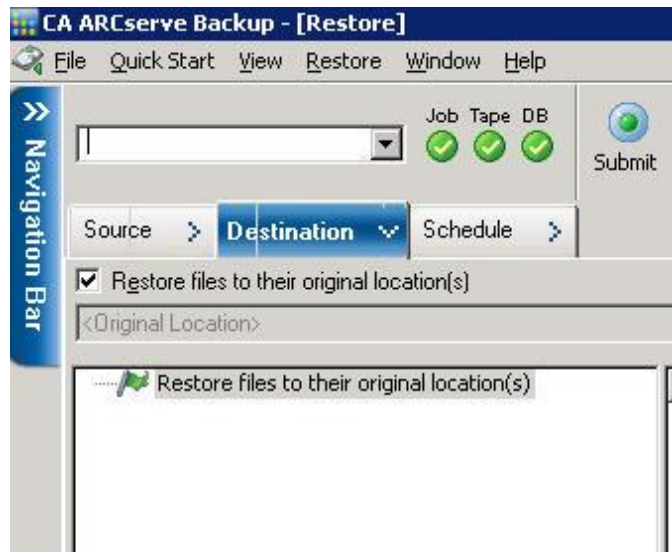 CA ARCserve Backup - [Restore]
File Quick Start View Restore Window Help
Navigation Bar
Job Tape DB
Submit
Source Destination Schedule
Restore files to their original location(s)
<Original Location>
Restore files to their original location(s)